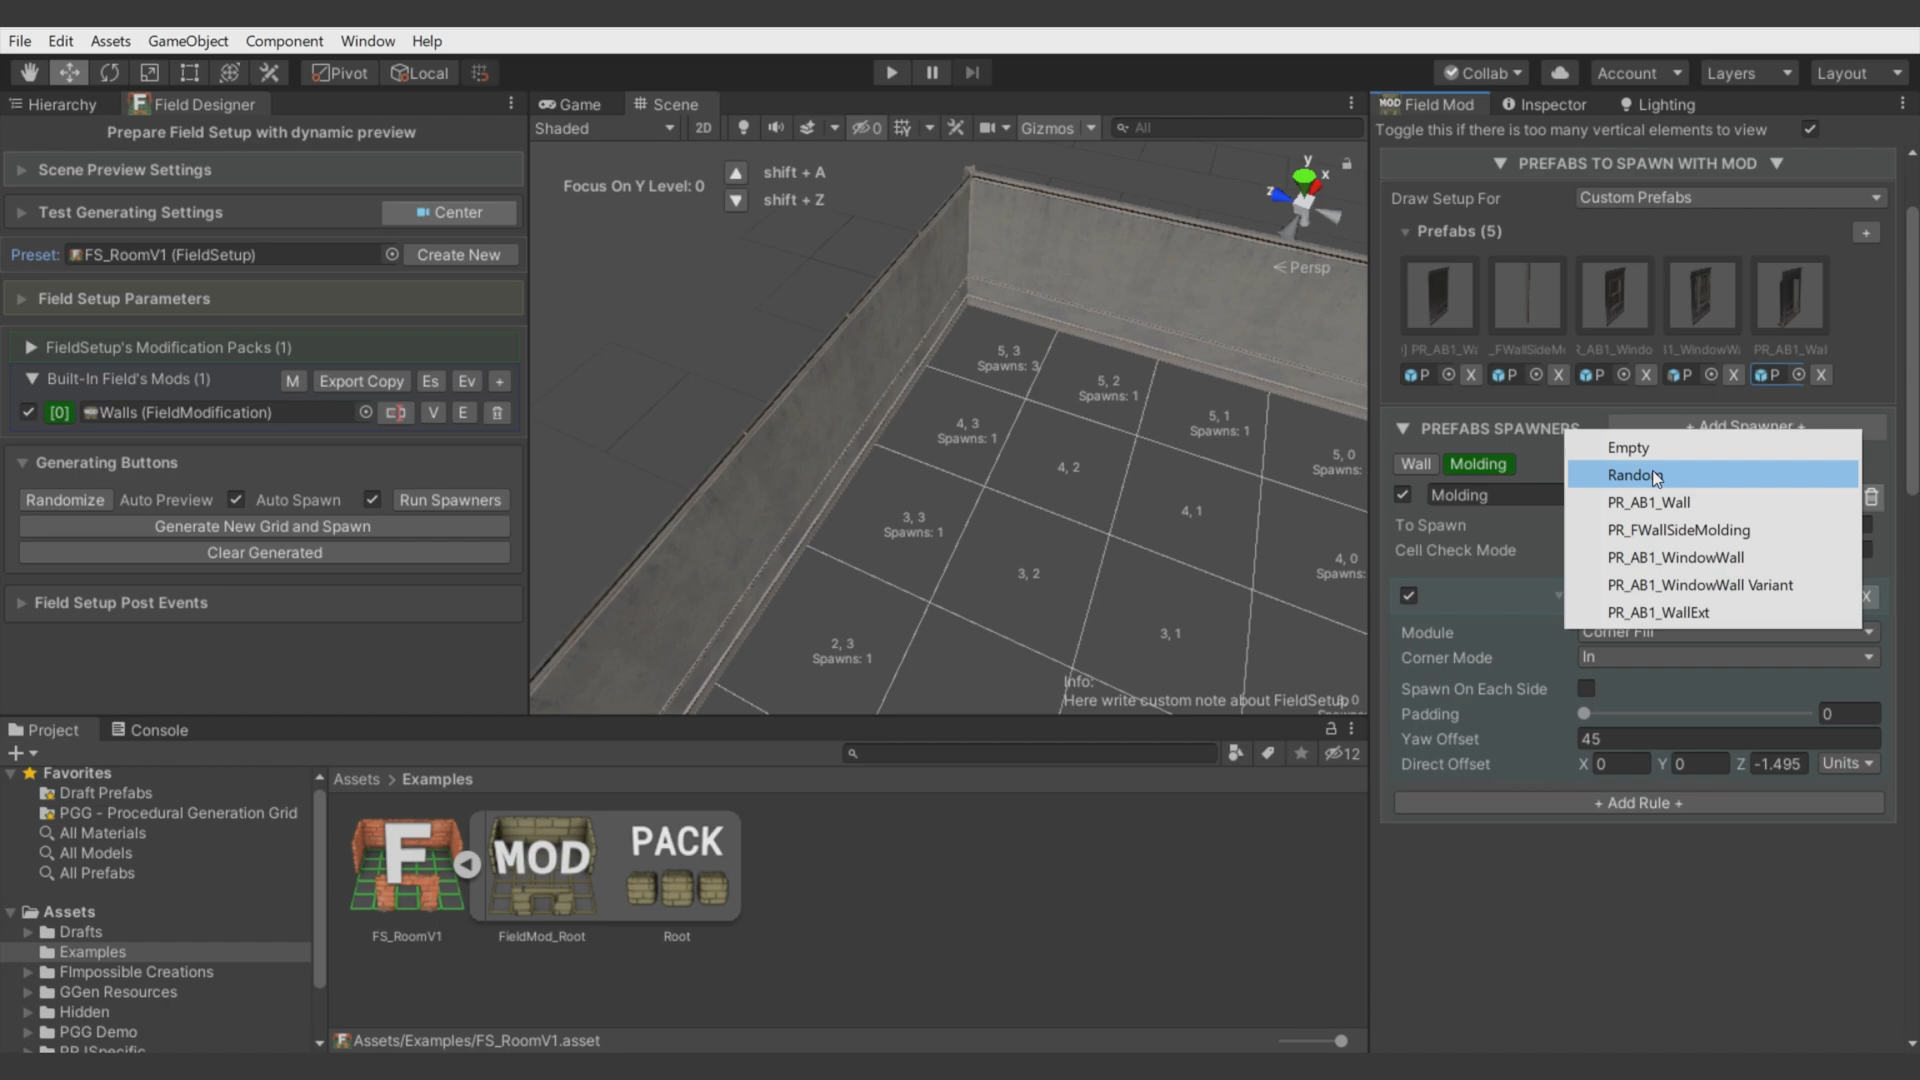 File Edit Assets GameObject Component Window Help
Pivot Local Collab Account Layers Layout
Hierarchy Field Designer
Prepare Field Setup with dynamic preview
Scene Preview Settings
Test Generating Settings Center
Preset: FS_RoomV1 (FieldSetup) Create New
Field Setup Parameters
FieldSetup's Modification Packs (1)
Built-In Field's Mods (1) M Export Copy Es Ev +
[0] Walls (FieldModification) V E
Generating Buttons
Randomize Auto Preview Auto Spawn Run Spawners
Generate New Grid and Spawn
Clear Generated
Field Setup Post Events
Game Scene
Shaded 2D 0 Gizmos All
Focus On Y Level: 0
shift + A
shift + Z
y
x
z
Persp
5, 3
Spawns: 3
5, 2
Spawns: 1
5, 1
Spawns: 1
5, 0
Spawns:
4, 3
Spawns: 1
4, 2
4, 1
4, 0
Spawns:
3, 3
Spawns: 1
3, 2
3, 1
2, 3
Spawns: 1
Info:
Here write custom note about FieldSetup
MOD Field Mod Inspector Lighting
Toggle this if there is too many vertical elements to view
PREFABS TO SPAWN WITH MOD
Draw Setup For Custom Prefabs
Prefabs (5) +
PR_AB1_Wa _FWallSideM R_AB1_Windo 1_WindowW PR_AB1_Wal
P X P X P X P X P X
PREFABS SPAWNERS + Add Spawner +
Wall Molding
Molding
To Spawn
Cell Check Mode
Empty
Random
PR_AB1_Wall
PR_FWallSideMolding
PR_AB1_WindowWall
PR_AB1_WindowWall Variant
PR_AB1_WallExt
X
Module Corner Fill
Corner Mode In
Spawn On Each Side
Padding 0
Yaw Offset 45
Direct Offset X 0 Y 0 Z -1.495 Units
+ Add Rule +
Project Console
12
Favorites
Draft Prefabs
PGG - Procedural Generation Grid
All Materials
All Models
All Prefabs
Assets
Drafts
Examples
FImpossible Creations
GGen Resources
Hidden
PGG Demo
PRJSpecific
Assets > Examples
F MOD PACK
FS_RoomV1 FieldMod_Root Root
Assets/Examples/FS_RoomV1.asset